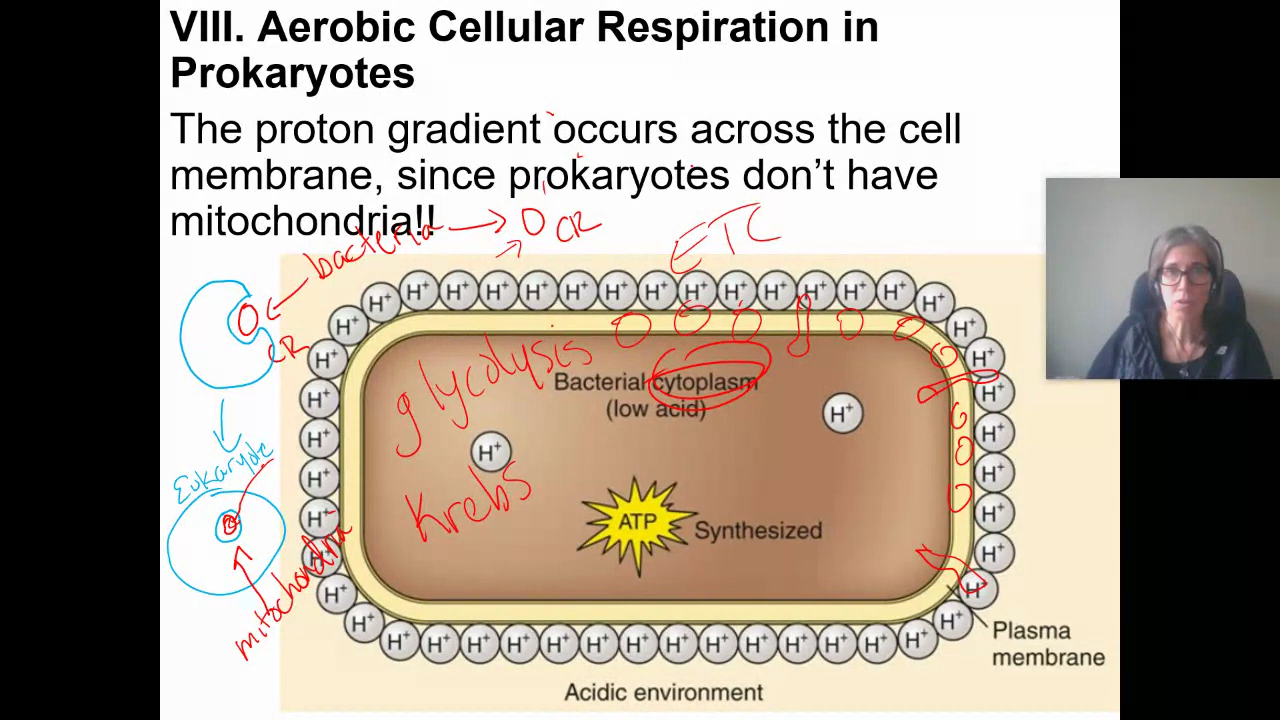 VIII. Aerobic Cellular Respiration in
Prokaryotes
The proton gradient occurs across the cell
membrane, since prokaryotes don’t have
mitochondria!!
bacteria
CR
ETC
CR
glycolysis
Bacterial cytoplasm
(low acid)
H+
H+
Krebs
Eukaryote
ATP
Synthesized
mitochondria
Plasma
membrane
Acidic environment
H+ H+ H+ H+ H+ H+ H+ H+ H+ H+ H+ H+ H+ H+ H+